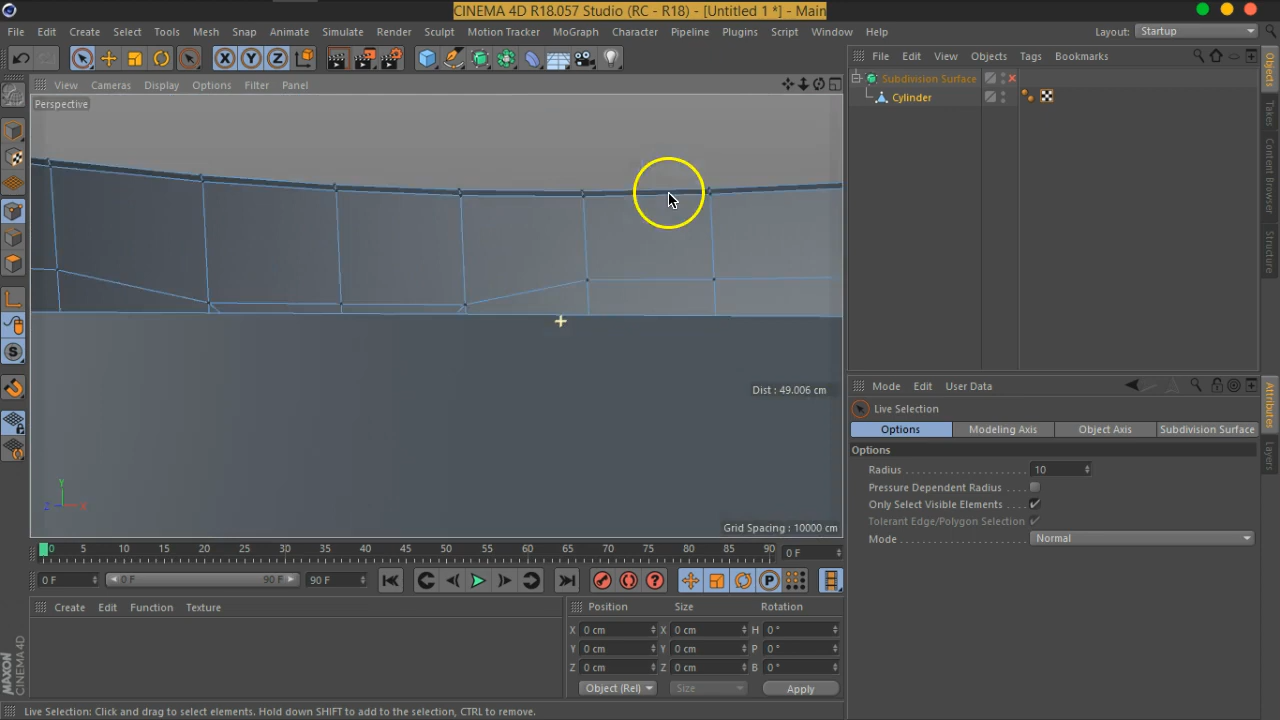 CINEMA 4D R18.057 Studio (RC - R18) - [Untitled 1 *] - Main
File Edit Create Select Tools Mesh Snap Animate Simulate Render Sculpt Motion Tracker MoGraph Character Pipeline Plugins Script Window Help Layout: Startup
View Cameras Display Options Filter Panel
File Edit View Objects Tags Bookmarks
Perspective
Subdivision Surface
Cylinder
Objects
Takes
Content Browser
Structure
Dist : 49.006 cm
Grid Spacing : 10000 cm
Y
Z X
Mode Edit User Data
Live Selection
Options Modeling Axis Object Axis Subdivision Surface
Options
Radius 10
Pressure Dependent Radius
Only Select Visible Elements
Tolerant Edge/Polygon Selection
Mode Normal
Attributes
Layers
0 5 10 15 20 25 30 35 40 45 50 55 60 65 70 75 80 85 90 0 F
0 F 0 F 90 F 90 F
Create Edit Function Texture
Position Size Rotation
X 0 cm X 0 cm H 0 °
Y 0 cm Y 0 cm P 0 °
Z 0 cm Z 0 cm B 0 °
Object (Rel) Size Apply
MAXON
CINEMA 4D
Live Selection: Click and drag to select elements. Hold down SHIFT to add to the selection, CTRL to remove.